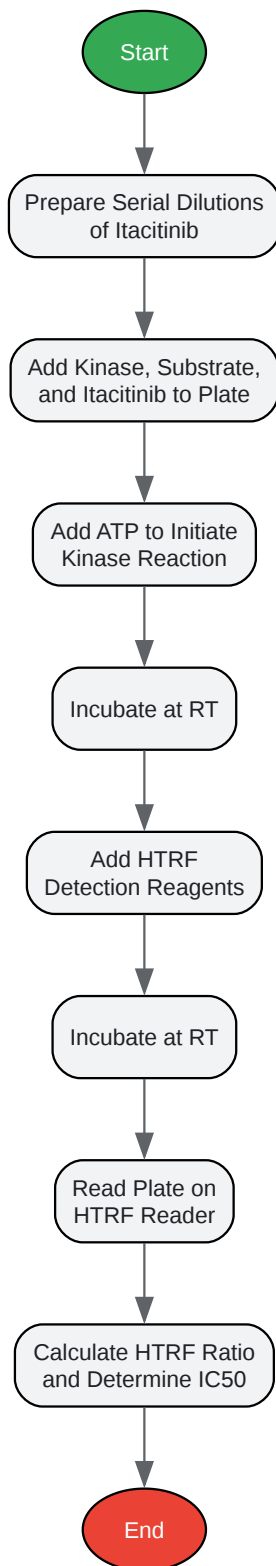 Start
Prepare Serial Dilutions
of Itacitinib
Add Kinase, Substrate,
and Itacitinib to Plate
Add ATP to Initiate
Kinase Reaction
Incubate at RT
Add HTRF
Detection Reagents
Incubate at RT
Read Plate on
HTRF Reader
Calculate HTRF Ratio
and Determine IC50
End